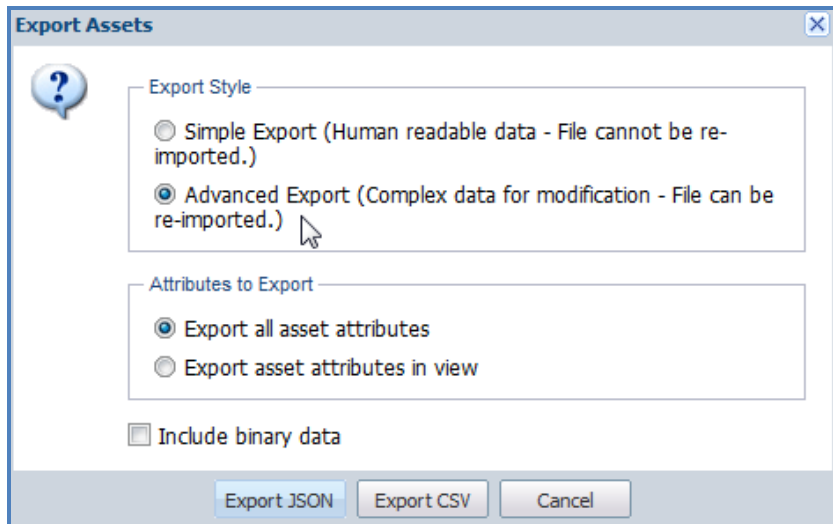 Export Assets
Export Style
Simple Export (Human readable data - File cannot be re-
imported.)
Advanced Export (Complex data for modification - File can be
re-imported.)
Attributes to Export
Export all asset attributes
Export asset attributes in view
Include binary data
Export JSON Export CSV Cancel